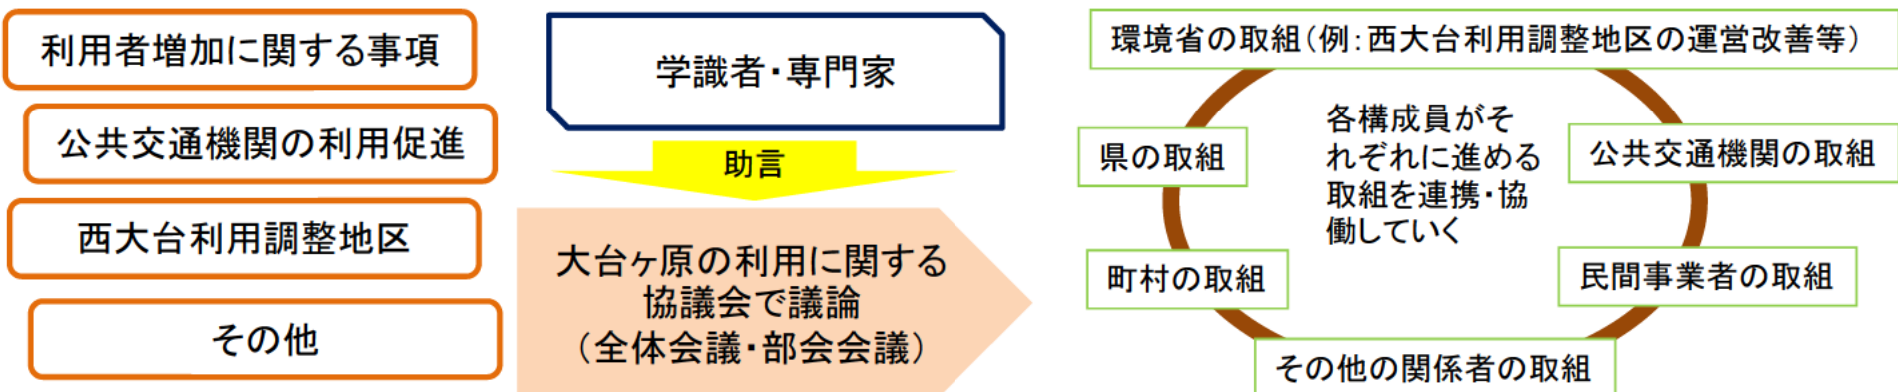 利用者増加に関する事項
公共交通機関の利用促進
西大台利用調整地区
その他
学識者・専門家
助言
大台ヶ原の利用に関する
協議会で議論
（全体会議・部会会議）
環境省の取組（例：西大台利用調整地区の運営改善等）
県の取組
町村の取組
各構成員がそ
れぞれに進める
取組を連携・協
働していく
公共交通機関の取組
民間事業者の取組
その他の関係者の取組